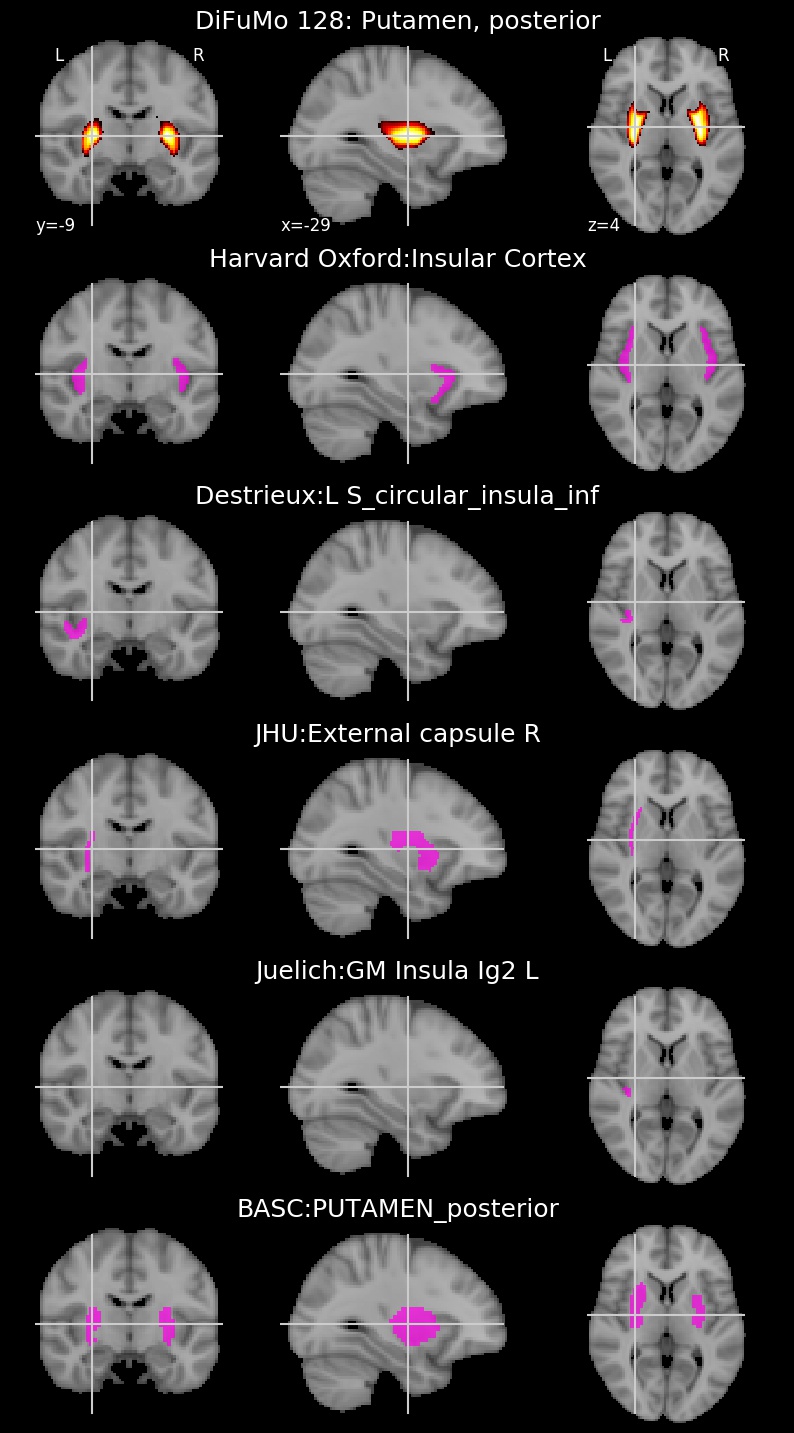 DiFuMo 128: Putamen, posterior
L R L R
y=-9 x=-29 z=4
Harvard Oxford:Insular Cortex
Destrieux:L S_circular_insula_inf
JHU:External capsule R
Juelich:GM Insula Ig2 L
BASC:PUTAMEN_posterior